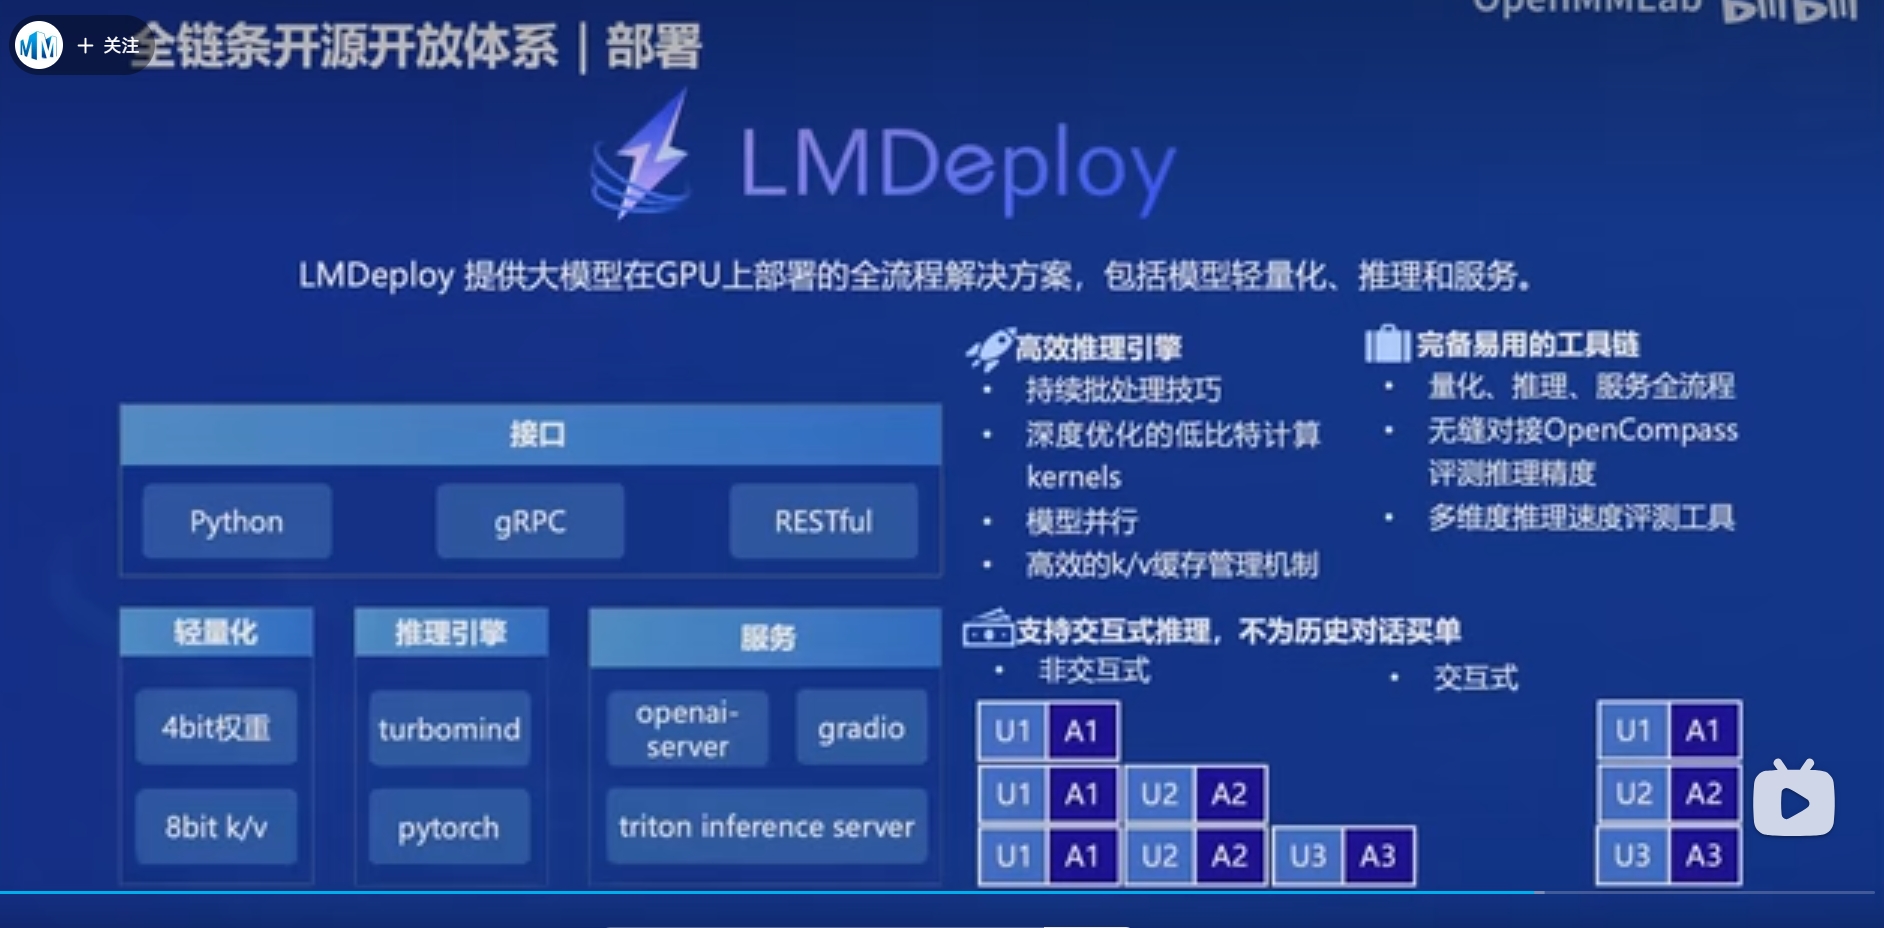 OpenMMLab bilibili
+ 关注
全链条开源开放体系 | 部署
LMDeploy
LMDeploy 提供大模型在GPU上部署的全流程解决方案，包括模型轻量化、推理和服务。
接口
Python gRPC RESTful
轻量化
4bit权重
8bit k/v
推理引擎
turbomind
pytorch
服务
openai-
server
gradio
triton inference server
高效推理引擎
• 持续批处理技巧
• 深度优化的低比特计算
kernels
• 模型并行
• 高效的k/v缓存管理机制
完备易用的工具链
• 量化、推理、服务全流程
• 无缝对接OpenCompass
评测推理精度
• 多维度推理速度评测工具
支持交互式推理，不为历史对话买单
• 非交互式
U1 A1
U1 A1 U2 A2
U1 A1 U2 A2 U3 A3
• 交互式
U1 A1
U2 A2
U3 A3